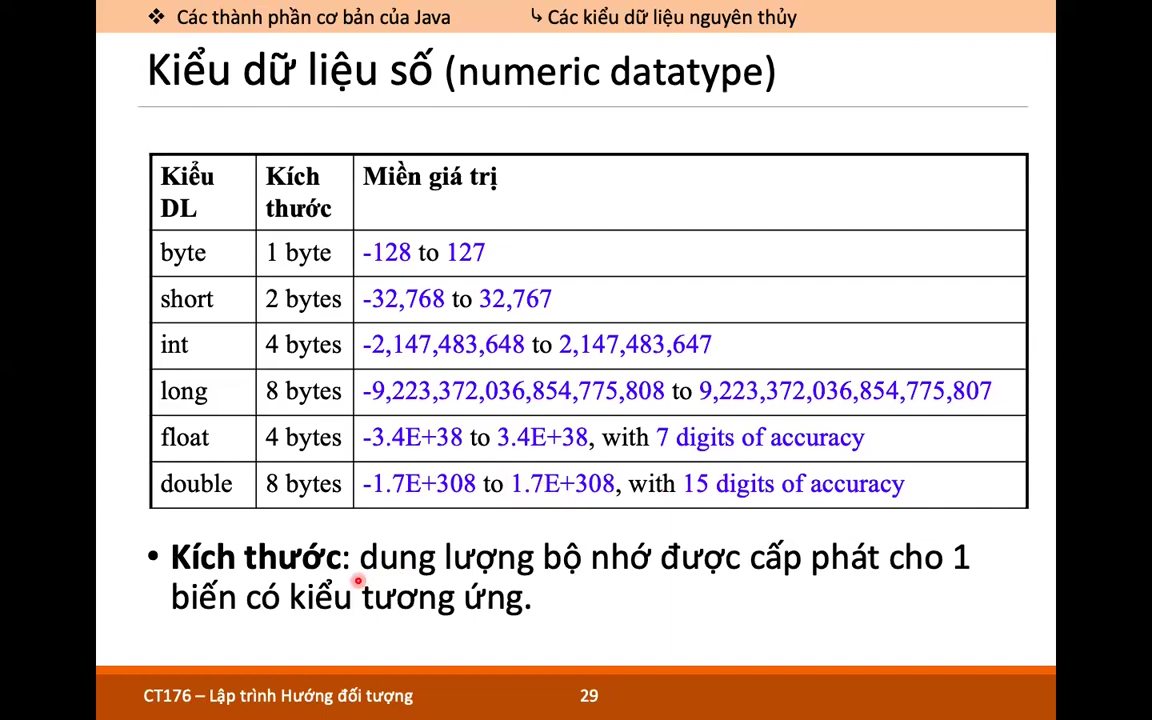 ❖ Các thành phần cơ bản của Java ↳ Các kiểu dữ liệu nguyên thủy
Kiểu dữ liệu số (numeric datatype)
Kiểu DL Kích thước Miền giá trị
byte 1 byte -128 to 127
short 2 bytes -32,768 to 32,767
int 4 bytes -2,147,483,648 to 2,147,483,647
long 8 bytes -9,223,372,036,854,775,808 to 9,223,372,036,854,775,807
float 4 bytes -3.4E+38 to 3.4E+38, with 7 digits of accuracy
double 8 bytes -1.7E+308 to 1.7E+308, with 15 digits of accuracy
• Kích thước: dung lượng bộ nhớ được cấp phát cho 1
biến có kiểu tương ứng.
CT176 – Lập trình Hướng đối tượng 29